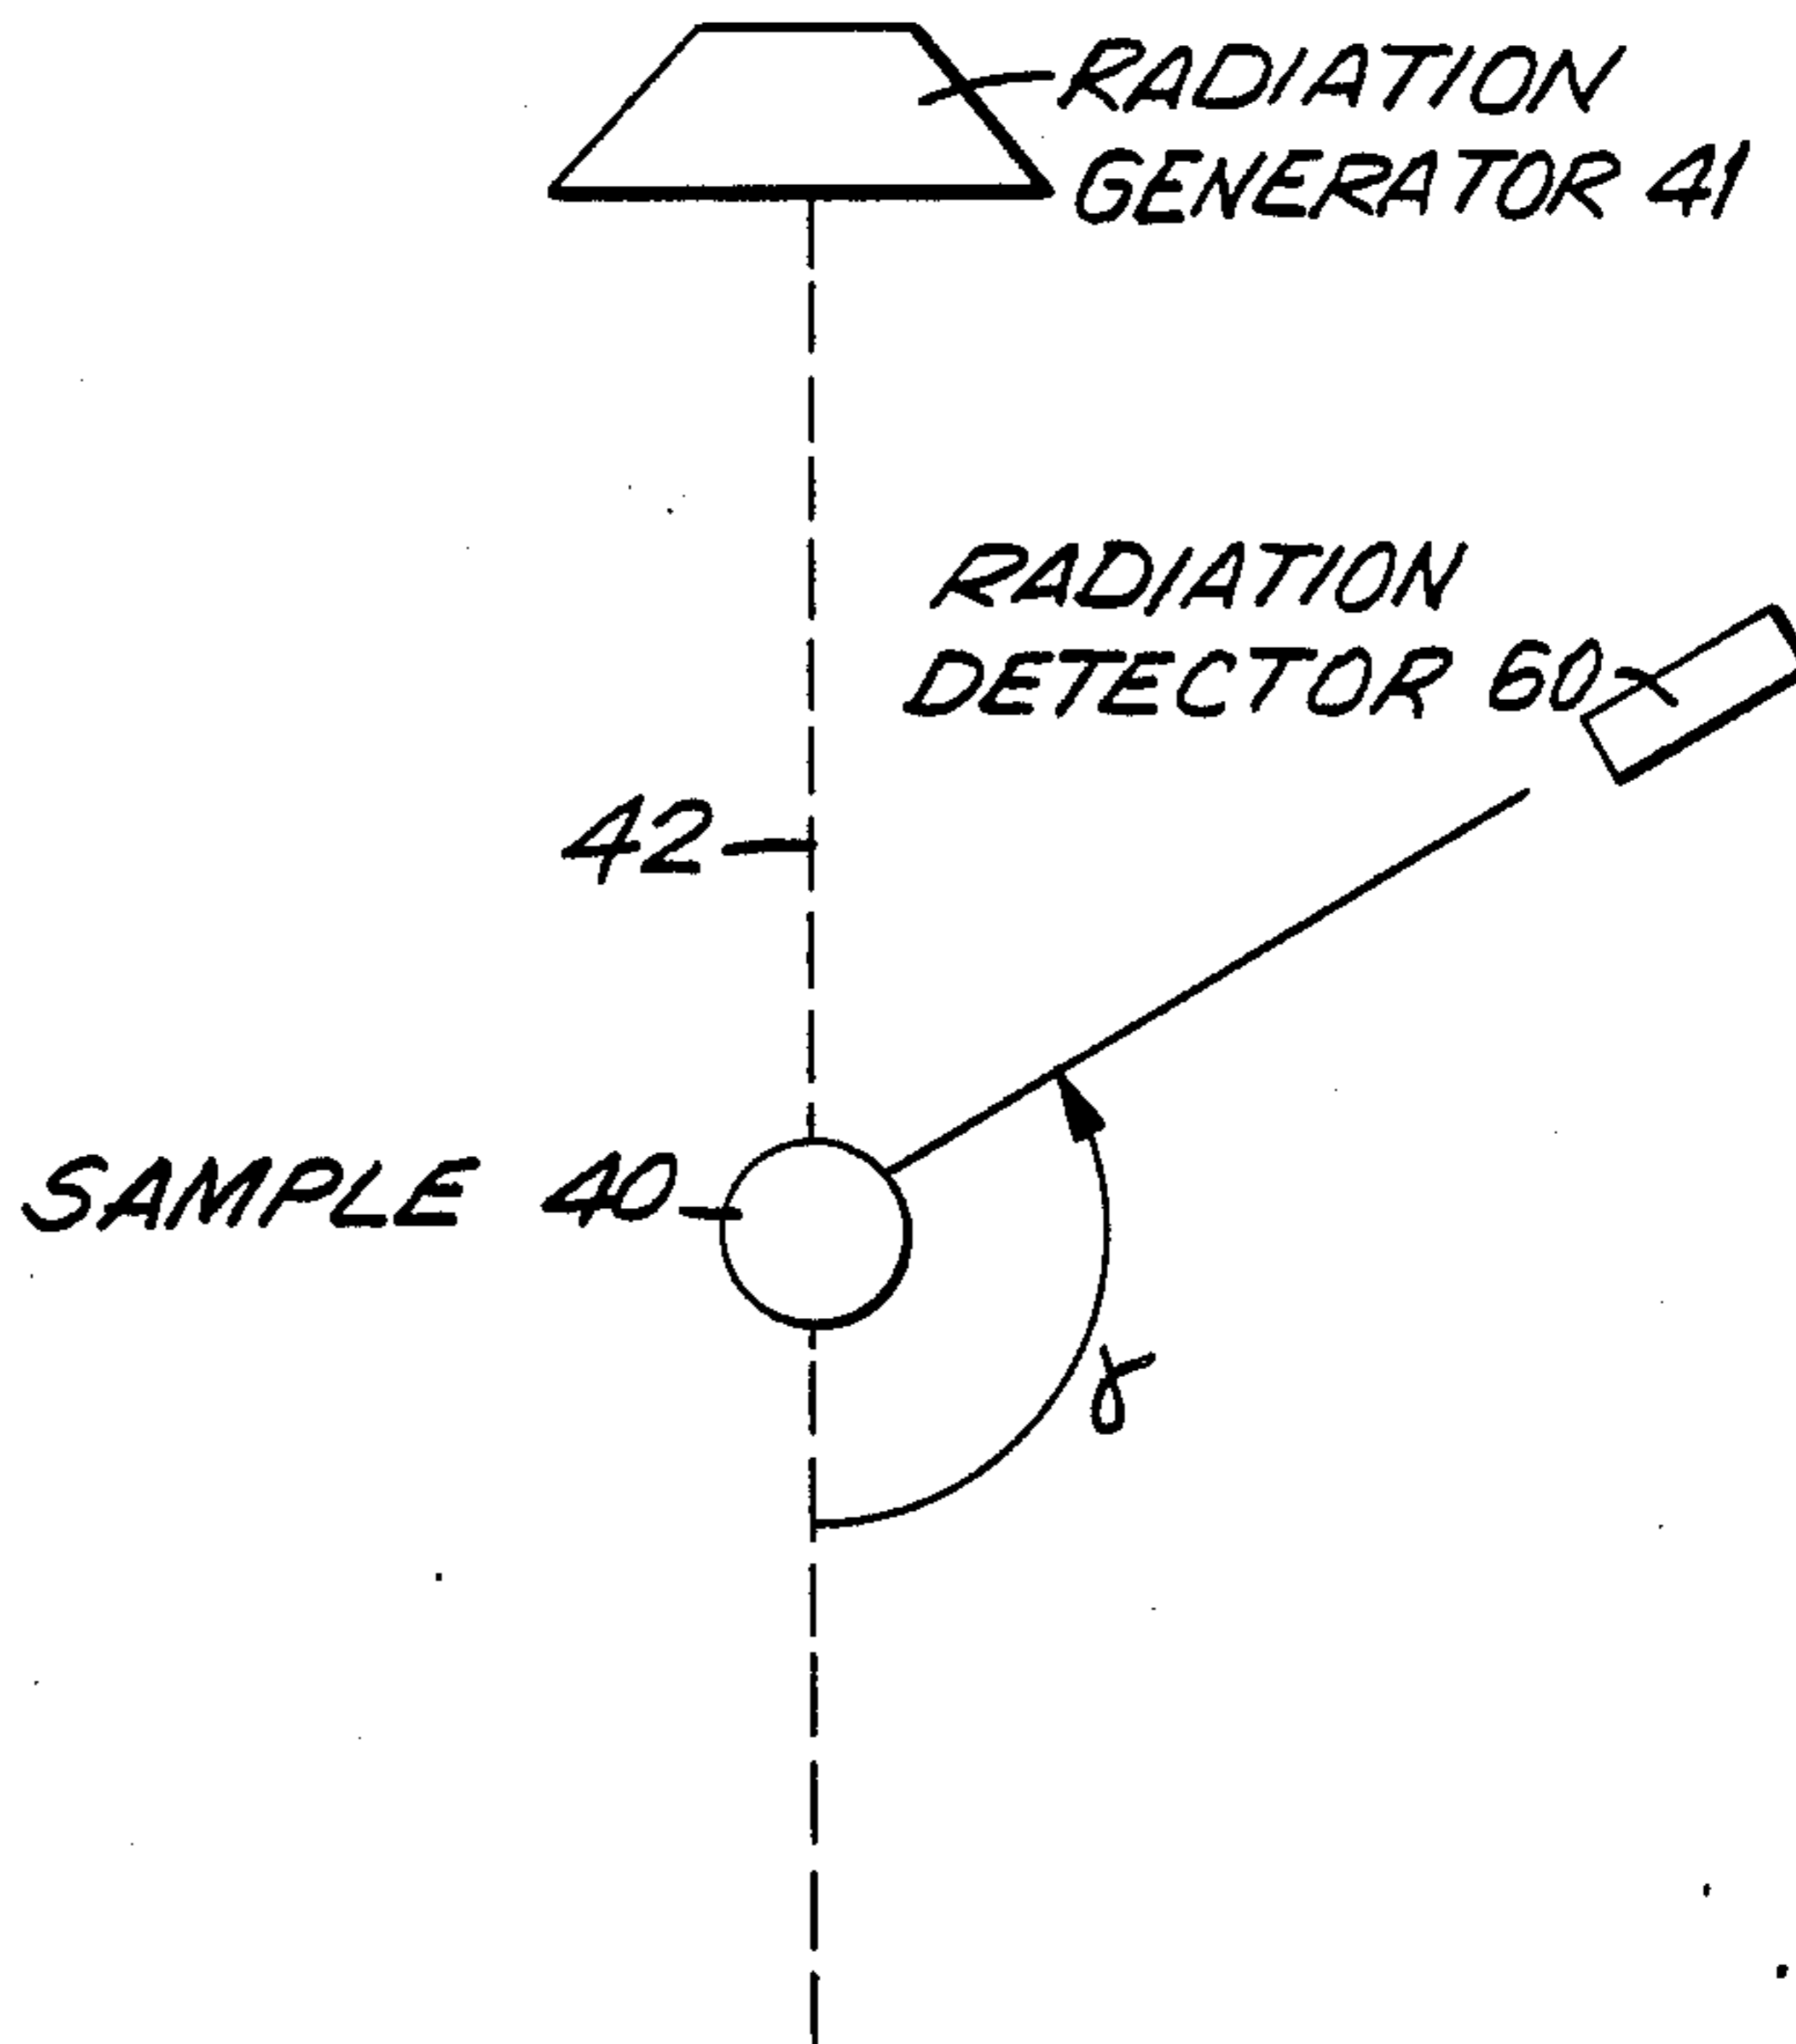 RADIATION
GENERATOR 41
RADIATION
DETECTOR 60
42
SAMPLE 40
γ